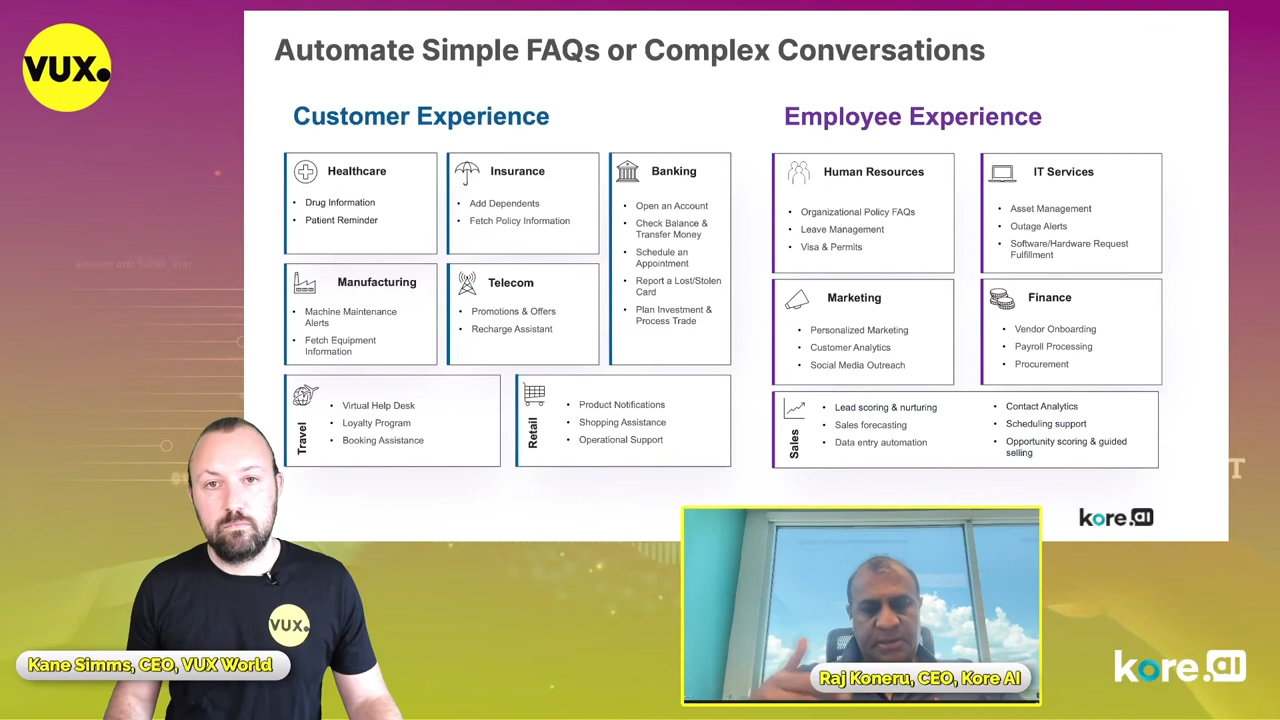 VUX.
Automate Simple FAQs or Complex Conversations
Customer Experience
Healthcare
• Drug Information
• Patient Reminder
Insurance
• Add Dependents
• Fetch Policy Information
Banking
• Open an Account
• Check Balance &
Transfer Money
• Schedule an
Appointment
• Report a Lost/Stolen
Card
• Plan Investment &
Process Trade
Manufacturing
• Machine Maintenance
Alerts
• Fetch Equipment
Information
Telecom
• Promotions & Offers
• Recharge Assistant
Travel
• Virtual Help Desk
• Loyalty Program
• Booking Assistance
Retail
• Product Notifications
• Shopping Assistance
• Operational Support
Employee Experience
Human Resources
• Organizational Policy FAQs
• Leave Management
• Visa & Permits
IT Services
• Asset Management
• Outage Alerts
• Software/Hardware Request
Fulfillment
Marketing
• Personalized Marketing
• Customer Analytics
• Social Media Outreach
Finance
• Vendor Onboarding
• Payroll Processing
• Procurement
Sales
• Lead scoring & nurturing
• Sales forecasting
• Data entry automation
• Contact Analytics
• Scheduling support
• Opportunity scoring & guided
selling
kore.ai
VUX.
Kane Simms, CEO, VUX World
Raj Koneru, CEO, Kore AI
kore.ai